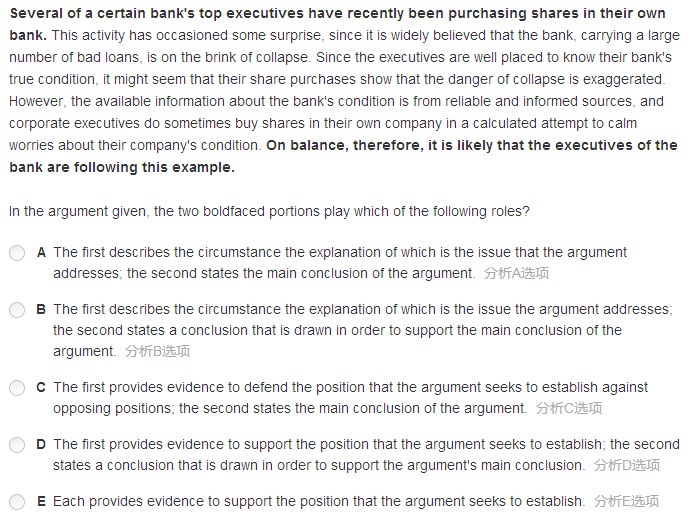 Several of a certain bank's top executives have recently been purchasing shares in their own
bank. This activity has occasioned some surprise, since it is widely believed that the bank, carrying a large
number of bad loans, is on the brink of collapse. Since the executives are well placed to know their bank's
true condition, it might seem that their share purchases show that the danger of collapse is exaggerated.
However, the available information about the bank's condition is from reliable and informed sources, and
corporate executives do sometimes buy shares in their own company in a calculated attempt to calm
worries about their company's condition. On balance, therefore, it is likely that the executives of the
bank are following this example.
In the argument given, the two boldfaced portions play which of the following roles?
A The first describes the circumstance the explanation of which is the issue that the argument
addresses; the second states the main conclusion of the argument. 分析A选项
B The first describes the circumstance the explanation of which is the issue the argument addresses;
the second states a conclusion that is drawn in order to support the main conclusion of the
argument. 分析B选项
C The first provides evidence to defend the position that the argument seeks to establish against
opposing positions; the second states the main conclusion of the argument. 分析C选项
D The first provides evidence to support the position that the argument seeks to establish; the second
states a conclusion that is drawn in order to support the argument's main conclusion. 分析D选项
E Each provides evidence to support the position that the argument seeks to establish. 分析E选项